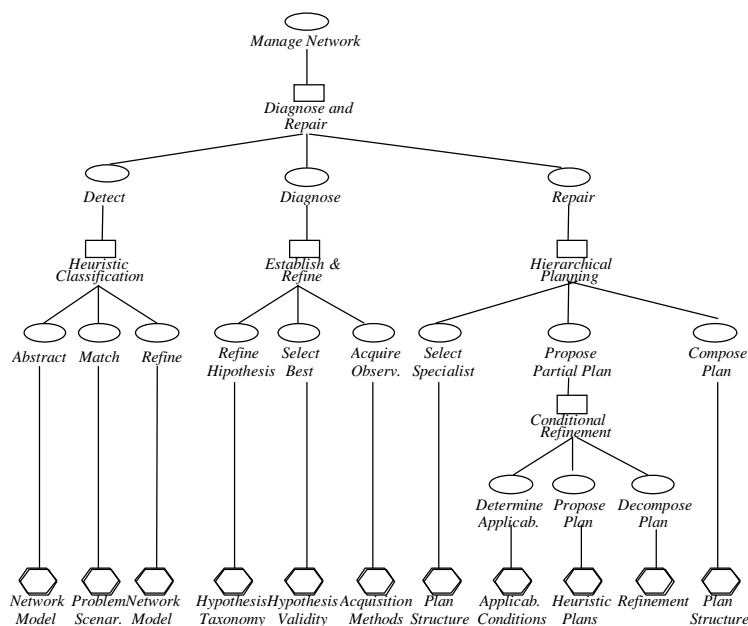 Manage Network
Diagnose and
Repair
Detect
Diagnose
Repair
Heuristic
Classification
Establish &
Refine
Hierarchical
Planning
Abstract
Match
Refine
Refine
Hipothesis
Select
Best
Acquire
Observ.
Select
Specialist
Propose
Partial Plan
Compose
Plan
Conditional
Refinement
Determine
Applicab.
Propose
Plan
Decompose
Plan
Network
Model
Problem
Scenar.
Network
Model
Hypothesis
Taxonomy
Hypothesis
Validity
Acquisition
Methods
Plan
Structure
Applicab.
Conditions
Heuristic
Plans
Refinement
Plan
Structure